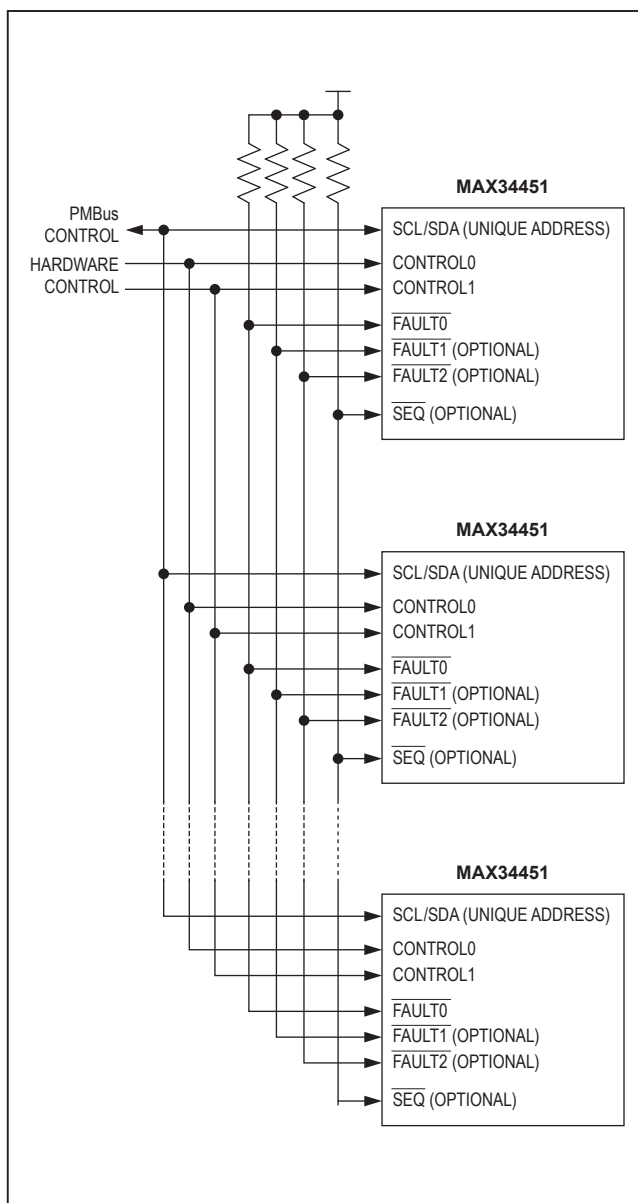 MAX34451
PMBus
CONTROL
HARDWARE
CONTROL
SCL/SDA (UNIQUE ADDRESS)
CONTROL0
CONTROL1
FAULT0
FAULT1 (OPTIONAL)
FAULT2 (OPTIONAL)
SEQ (OPTIONAL)
MAX34451
SCL/SDA (UNIQUE ADDRESS)
CONTROL0
CONTROL1
FAULT0
FAULT1 (OPTIONAL)
FAULT2 (OPTIONAL)
SEQ (OPTIONAL)
MAX34451
SCL/SDA (UNIQUE ADDRESS)
CONTROL0
CONTROL1
FAULT0
FAULT1 (OPTIONAL)
FAULT2 (OPTIONAL)
SEQ (OPTIONAL)